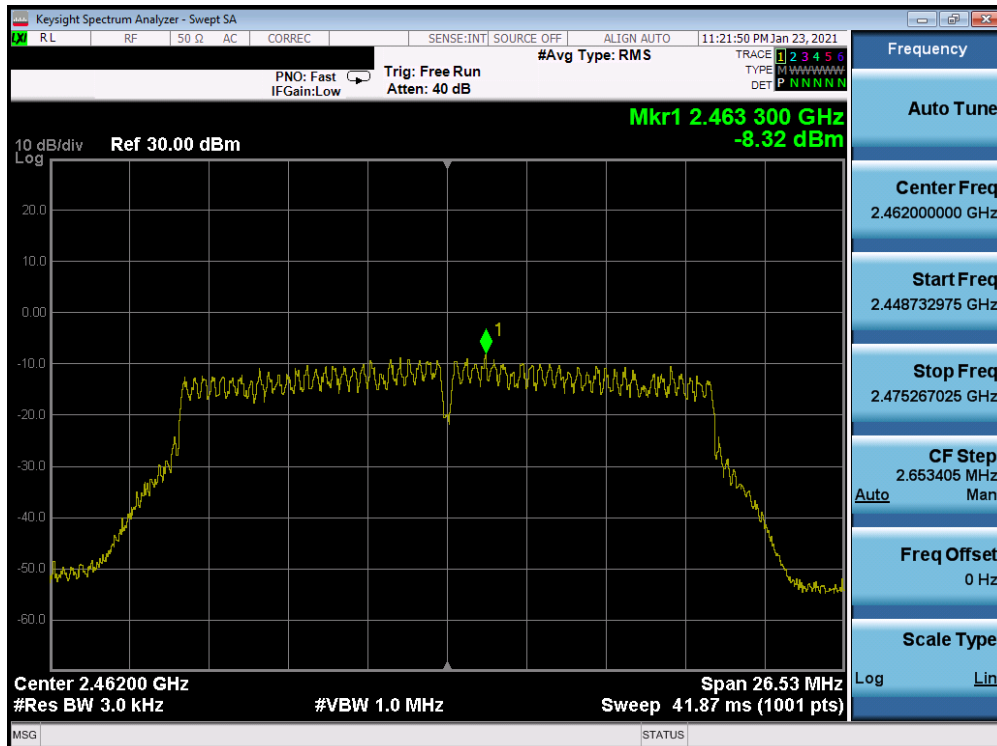 Keysight Spectrum Analyzer - Swept SA
LXI RL RF 50 Ω AC CORREC SENSE:INT SOURCE OFF ALIGN AUTO 11:21:50 PM Jan 23, 2021
#Avg Type: RMS
TRACE 1 2 3 4 5 6
PNO: Fast Trig: Free Run TYPE M W W W W W
IFGain:Low Atten: 40 dB DET P N N N N N
Mkr1 2.463 300 GHz
-8.32 dBm
10 dB/div Ref 30.00 dBm
Log
20.0
10.0
0.00
1
-10.0
-20.0
-30.0
-40.0
-50.0
-60.0
Center 2.46200 GHz Span 26.53 MHz
#Res BW 3.0 kHz #VBW 1.0 MHz Sweep 41.87 ms (1001 pts)
MSG STATUS
Frequency
Auto Tune
Center Freq
2.462000000 GHz
Start Freq
2.448732975 GHz
Stop Freq
2.475267025 GHz
CF Step
2.653405 MHz
Auto Man
Freq Offset
0 Hz
Scale Type
Log Lin